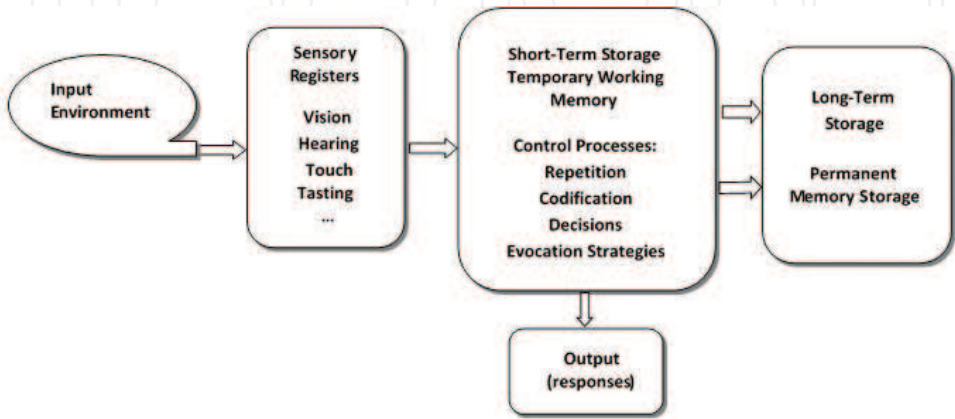 Input
Environment
Sensory
Registers
Vision
Hearing
Touch
Tasting
...
Short-Term Storage
Temporary Working
Memory
Control Processes:
Repetition
Codification
Decisions
Evocation Strategies
Long-Term
Storage
Permanent
Memory Storage
Output
(responses)